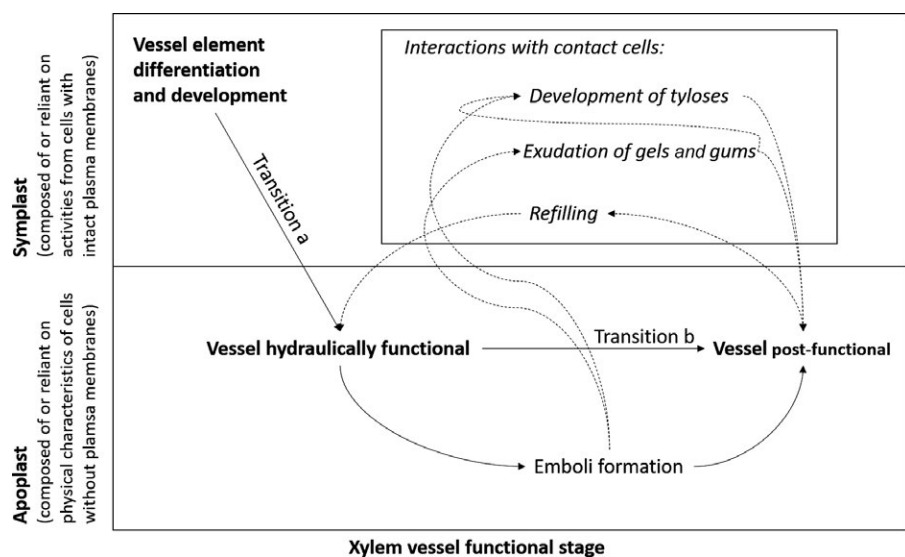 Symplast
(composed of or reliant on
activities from cells with
intact plasma membranes)
Vessel element
differentiation
and development
Interactions with contact cells:
Development of tyloses
Exudation of gels and gums
Refilling
Transition a
Apoplast
(composed of or reliant on
physical characteristics of cells
without plamsa membranes)
Vessel hydraulically functional
Transition b
Vessel post-functional
Emboli formation
Xylem vessel functional stage